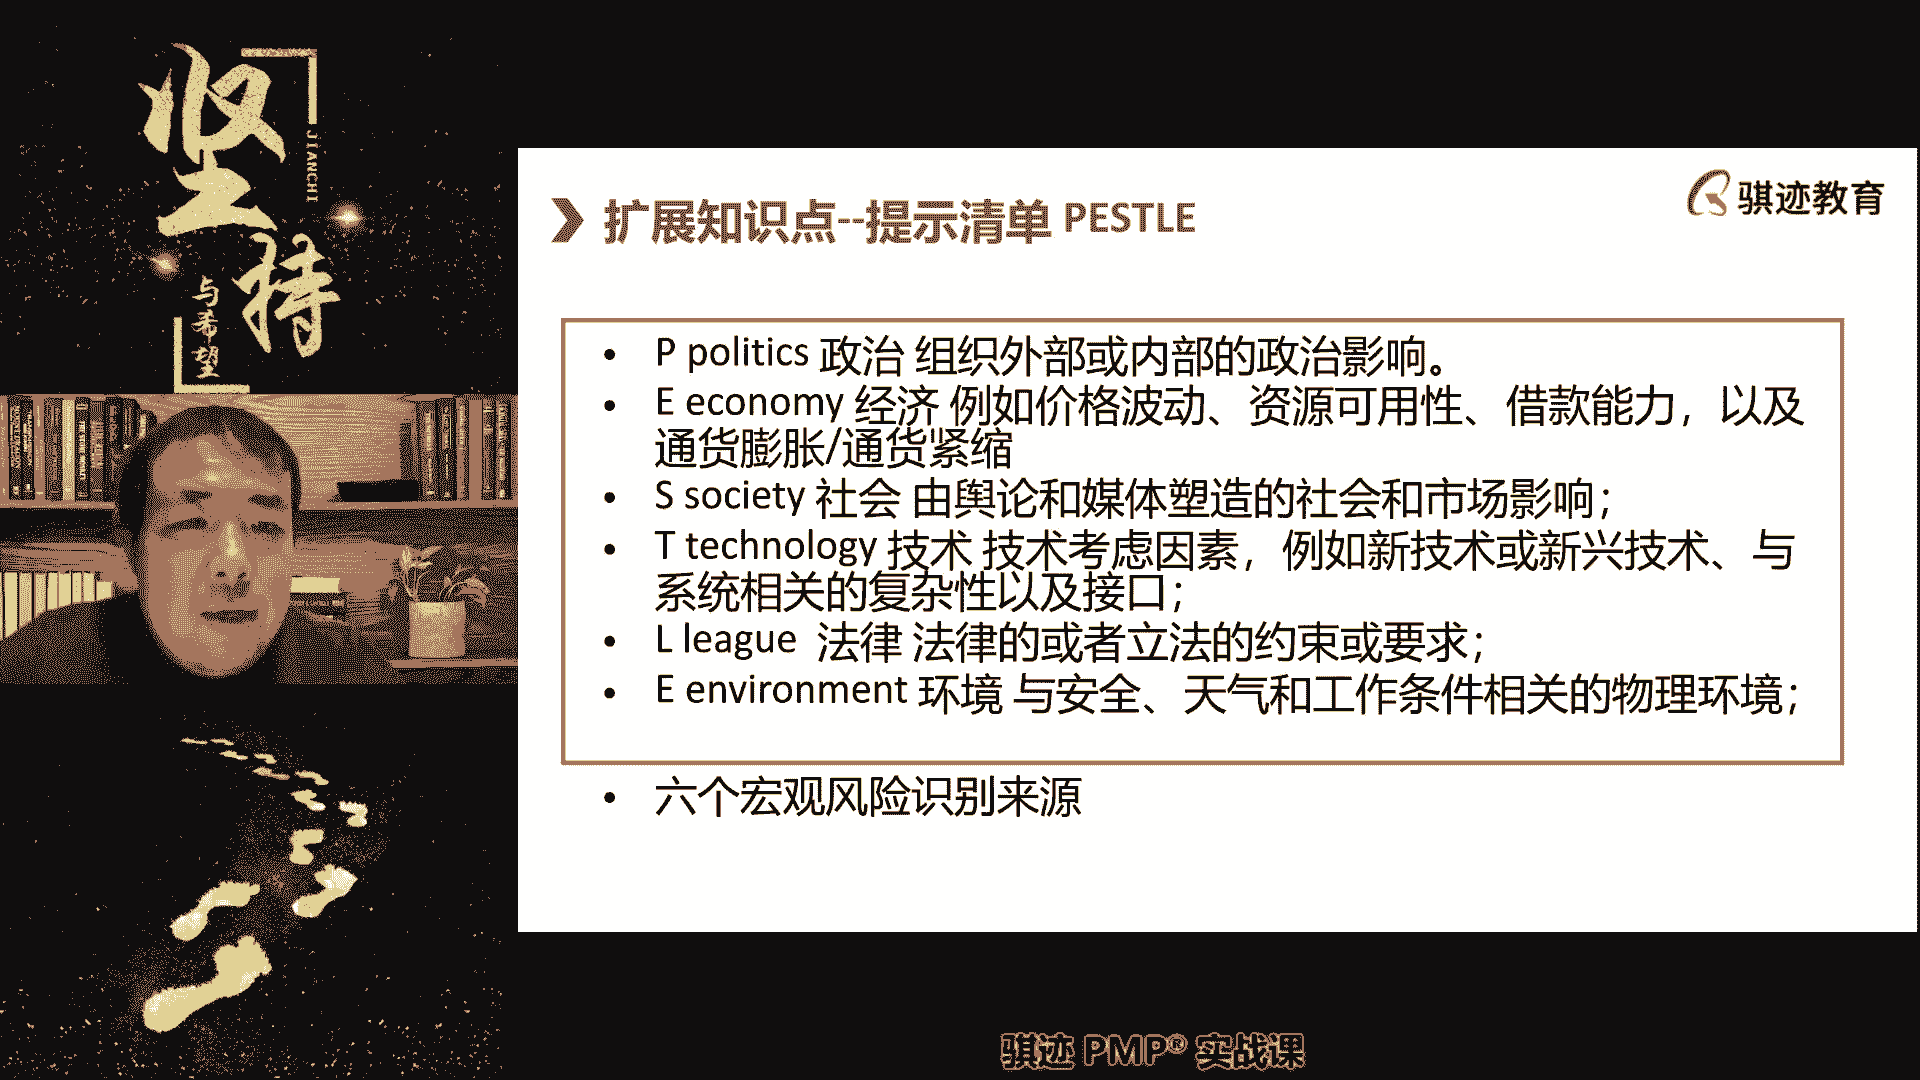 坚持
JIANCHI
与希望
骐迹教育
扩展知识点--提示清单 PESTLE
• P politics 政治 组织外部或内部的政治影响。
• E economy 经济 例如价格波动、资源可用性、借款能力，以及
通货膨胀/通货紧缩
• S society 社会 由舆论和媒体塑造的社会和市场影响；
• T technology 技术 技术考虑因素，例如新技术或新兴技术、与
系统相关的复杂性以及接口；
• L league 法律 法律的或者立法的约束或要求；
• E environment 环境 与安全、天气和工作条件相关的物理环境；
• 六个宏观风险识别来源
骐迹 PMP® 实战课